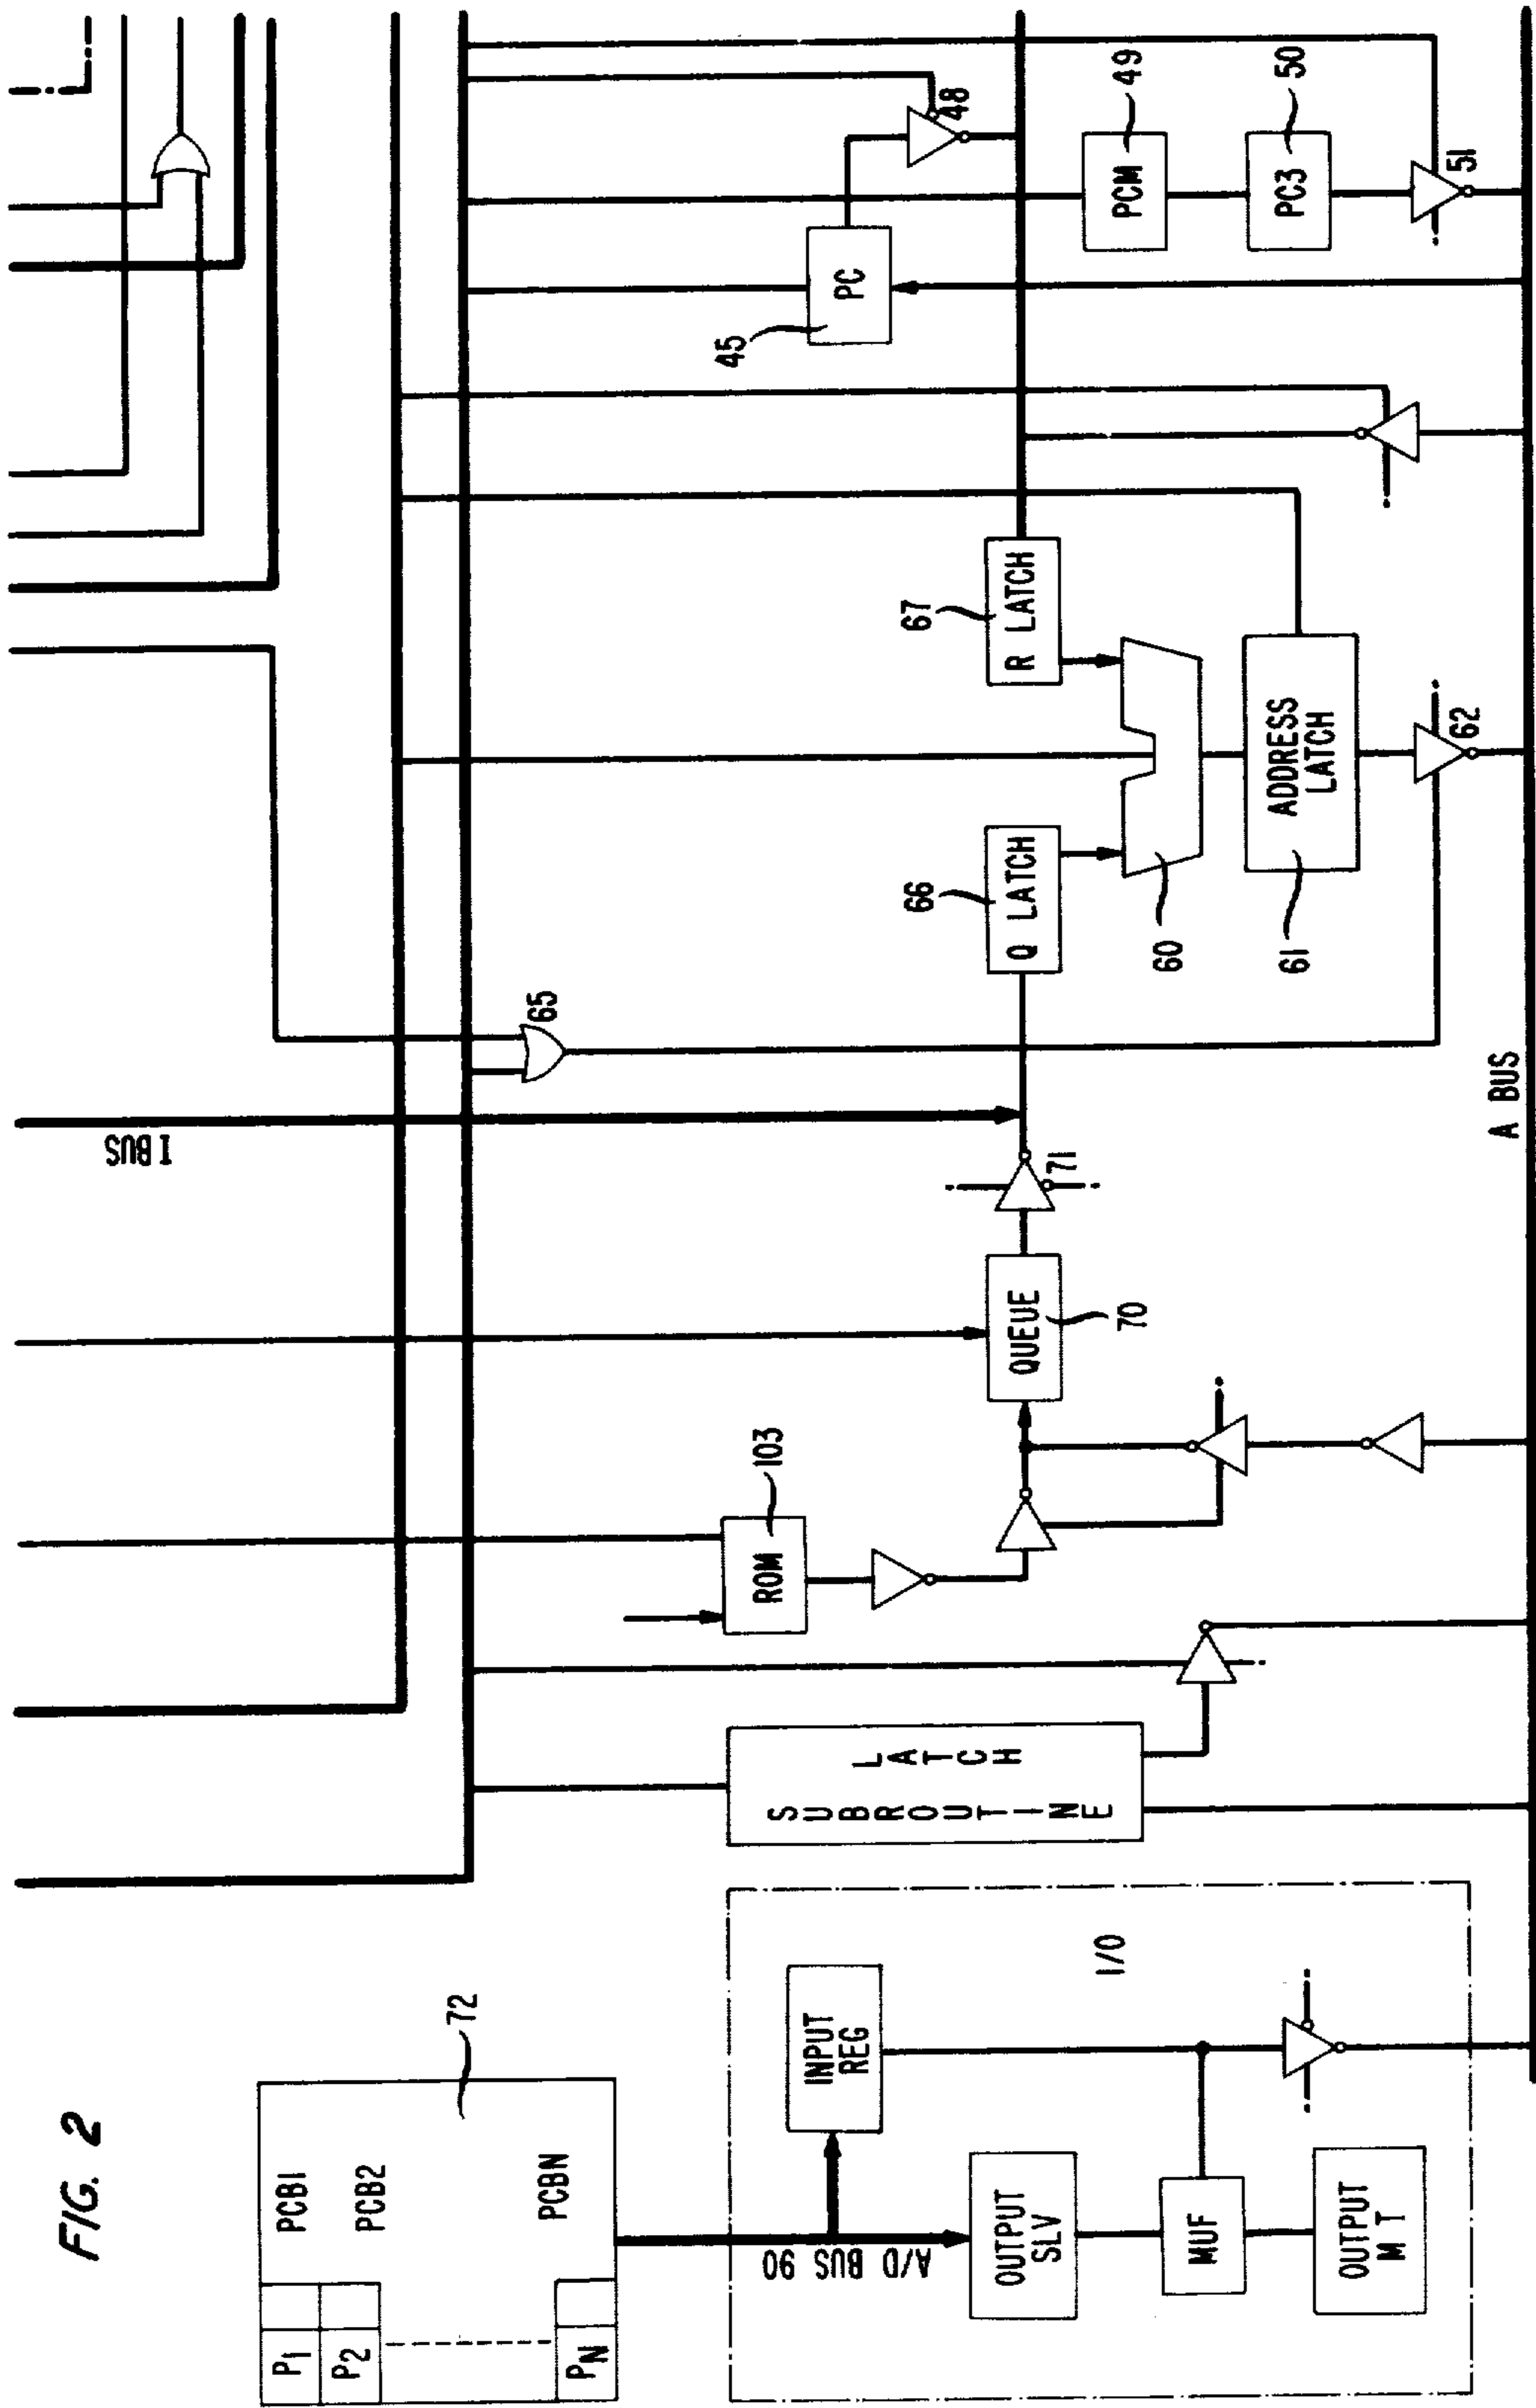 FIG. 2
P1
PCB1
P2
PCB2
PN
PCBN
72
A/D BUS 90
INPUT
REG
OUTPUT
SLV
MUF
OUTPUT
M T
I/O
SUBROUTINE
LATCH
ROM
103
QUEUE
70
71
I BUS
65
Q LATCH
66
R LATCH
67
60
ADDRESS
LATCH
61
62
A BUS
PC
45
48
PCM
49
PC3
50
51